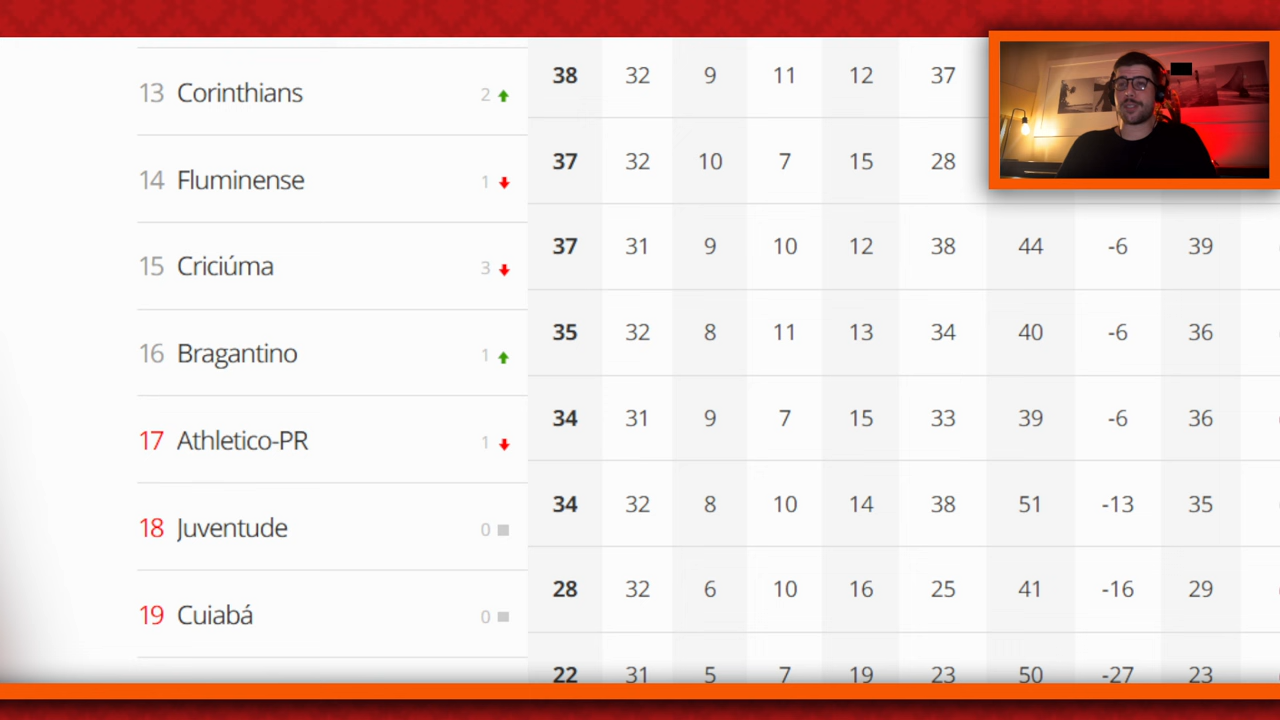 13 Corinthians 2 38 32 9 11 12 37
14 Fluminense 1 37 32 10 7 15 28
15 Criciúma 3 37 31 9 10 12 38 44 -6 39
16 Bragantino 1 35 32 8 11 13 34 40 -6 36
17 Athletico-PR 1 34 31 9 7 15 33 39 -6 36
18 Juventude 0 34 32 8 10 14 38 51 -13 35
19 Cuiabá 0 28 32 6 10 16 25 41 -16 29
22 31 5 7 19 23 50 -27 23